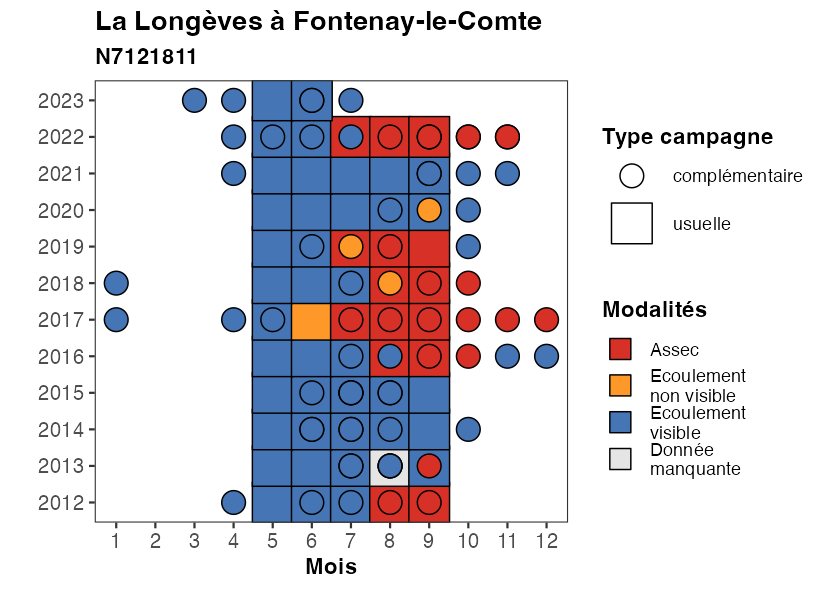 La Longèves à Fontenay-le-Comte
N7121811
2023
2022
2021
2020
2019
2018
2017
2016
2015
2014
2013
2012
1 2 3 4 5 6 7 8 9 10 11 12
Mois
Type campagne
complémentaire
usuelle
Modalités
Assec
Ecoulement
non visible
Ecoulement
visible
Donnée
manquante